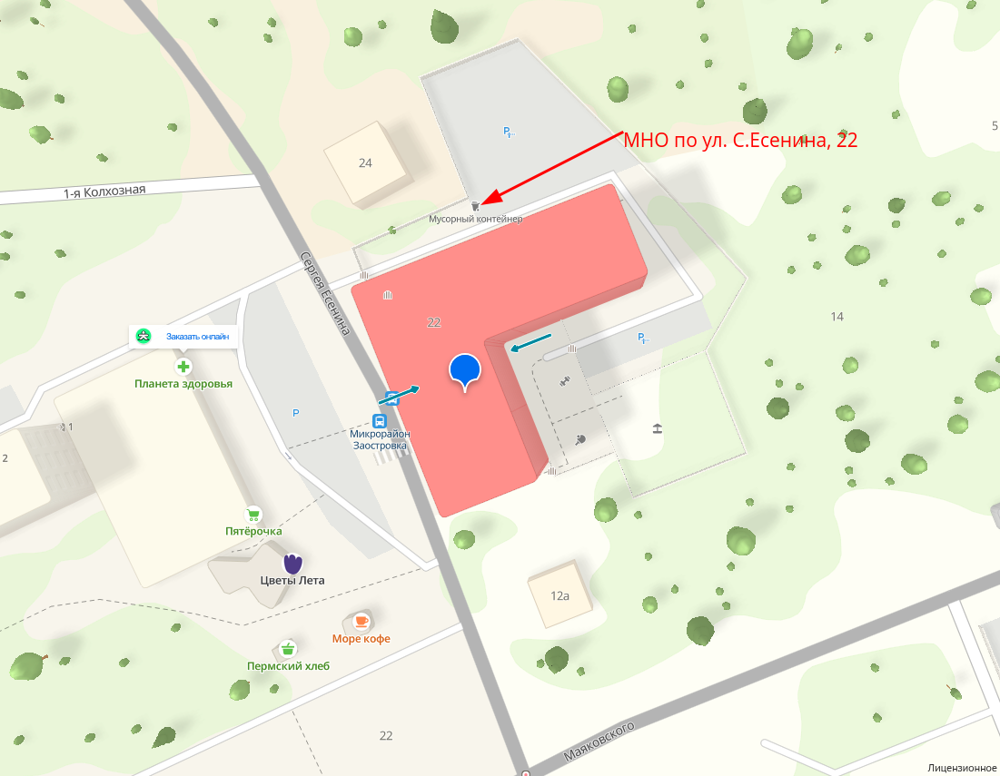 5
МНО по ул. С.Есенина, 22
24
1-я Колхозная
Мусорный контейнер
Сергея Есенина
22
14
Заказать онлайн
Планета здоровья
P
P
P
1
2
Микрорайон
Заостровка
Пятёрочка
Цветы Лета
12а
Море кофе
Пермский хлеб
22
Маяковского
Лицензионное